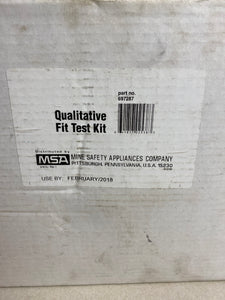 part no.
697287
Qualitative
Fit Test Kit
Distributed by
MSA
MINE SAFETY APPLIANCES COMPANY
PITTSBURGH, PENNSYLVANIA, U.S.A. 15230
USE BY: FEBRUARY/2018